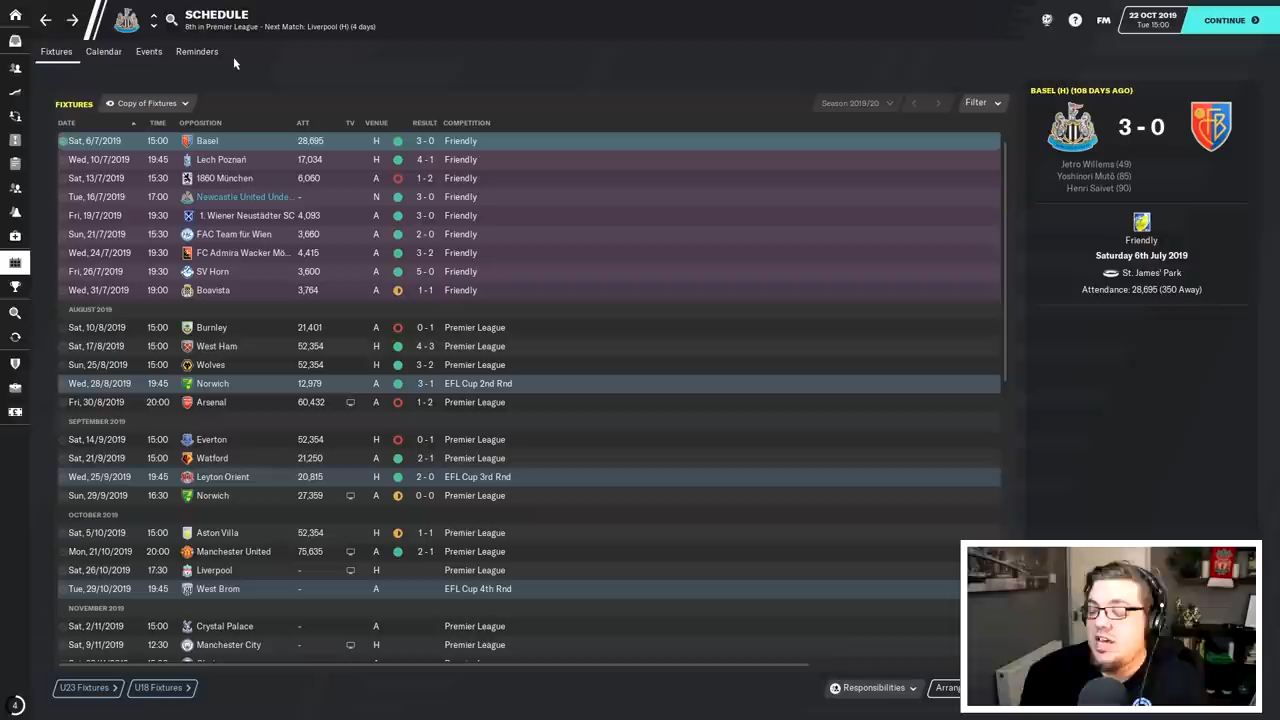 SCHEDULE
8th in Premier League - Next Match: Liverpool (H) (4 days)
FM
22 OCT 2019
Tue 15:00
CONTINUE
Fixtures Calendar Events Reminders
FIXTURES Copy of Fixtures Season 2019/20 Filter
DATE TIME OPPOSITION ATT TV VENUE RESULT COMPETITION
Sat, 6/7/2019 15:00 Basel 28,695 H 3 - 0 Friendly
Wed, 10/7/2019 19:45 Lech Poznań 17,034 H 4 - 1 Friendly
Sat, 13/7/2019 15:30 1860 München 6,060 A 1 - 2 Friendly
Tue, 16/7/2019 17:00 Newcastle United Unde... - N 3 - 0 Friendly
Fri, 19/7/2019 19:30 1. Wiener Neustädter SC 4,093 A 3 - 0 Friendly
Sun, 21/7/2019 15:30 FAC Team für Wien 3,660 A 2 - 0 Friendly
Wed, 24/7/2019 19:30 FC Admira Wacker Mö... 4,415 A 3 - 2 Friendly
Fri, 26/7/2019 19:30 SV Horn 3,600 A 5 - 0 Friendly
Wed, 31/7/2019 19:00 Boavista 3,764 A 1 - 1 Friendly
AUGUST 2019
Sat, 10/8/2019 15:00 Burnley 21,401 A 0 - 1 Premier League
Sat, 17/8/2019 15:00 West Ham 52,354 H 4 - 3 Premier League
Sun, 25/8/2019 15:00 Wolves 52,354 H 3 - 2 Premier League
Wed, 28/8/2019 19:45 Norwich 12,979 A 3 - 1 EFL Cup 2nd Rnd
Fri, 30/8/2019 20:00 Arsenal 60,432 A 1 - 2 Premier League
SEPTEMBER 2019
Sat, 14/9/2019 15:00 Everton 52,354 H 0 - 1 Premier League
Sat, 21/9/2019 15:00 Watford 21,250 A 2 - 1 Premier League
Wed, 25/9/2019 19:45 Leyton Orient 20,815 H 2 - 0 EFL Cup 3rd Rnd
Sun, 29/9/2019 16:30 Norwich 27,359 A 0 - 0 Premier League
OCTOBER 2019
Sat, 5/10/2019 15:00 Aston Villa 52,354 H 1 - 1 Premier League
Mon, 21/10/2019 20:00 Manchester United 75,635 A 2 - 1 Premier League
Sat, 26/10/2019 17:30 Liverpool - H Premier League
Tue, 29/10/2019 19:45 West Brom - A EFL Cup 4th Rnd
NOVEMBER 2019
Sat, 2/11/2019 15:00 Crystal Palace - A Premier League
Sat, 9/11/2019 12:30 Manchester City - H Premier League
U23 Fixtures U18 Fixtures Responsibilities Arran
4
BASEL (H) (108 DAYS AGO)
3 - 0
Jetro Willems (49)
Yoshinori Mutō (85)
Henri Saivet (90)
Friendly
Saturday 6th July 2019
St. James' Park
Attendance: 28,695 (350 Away)